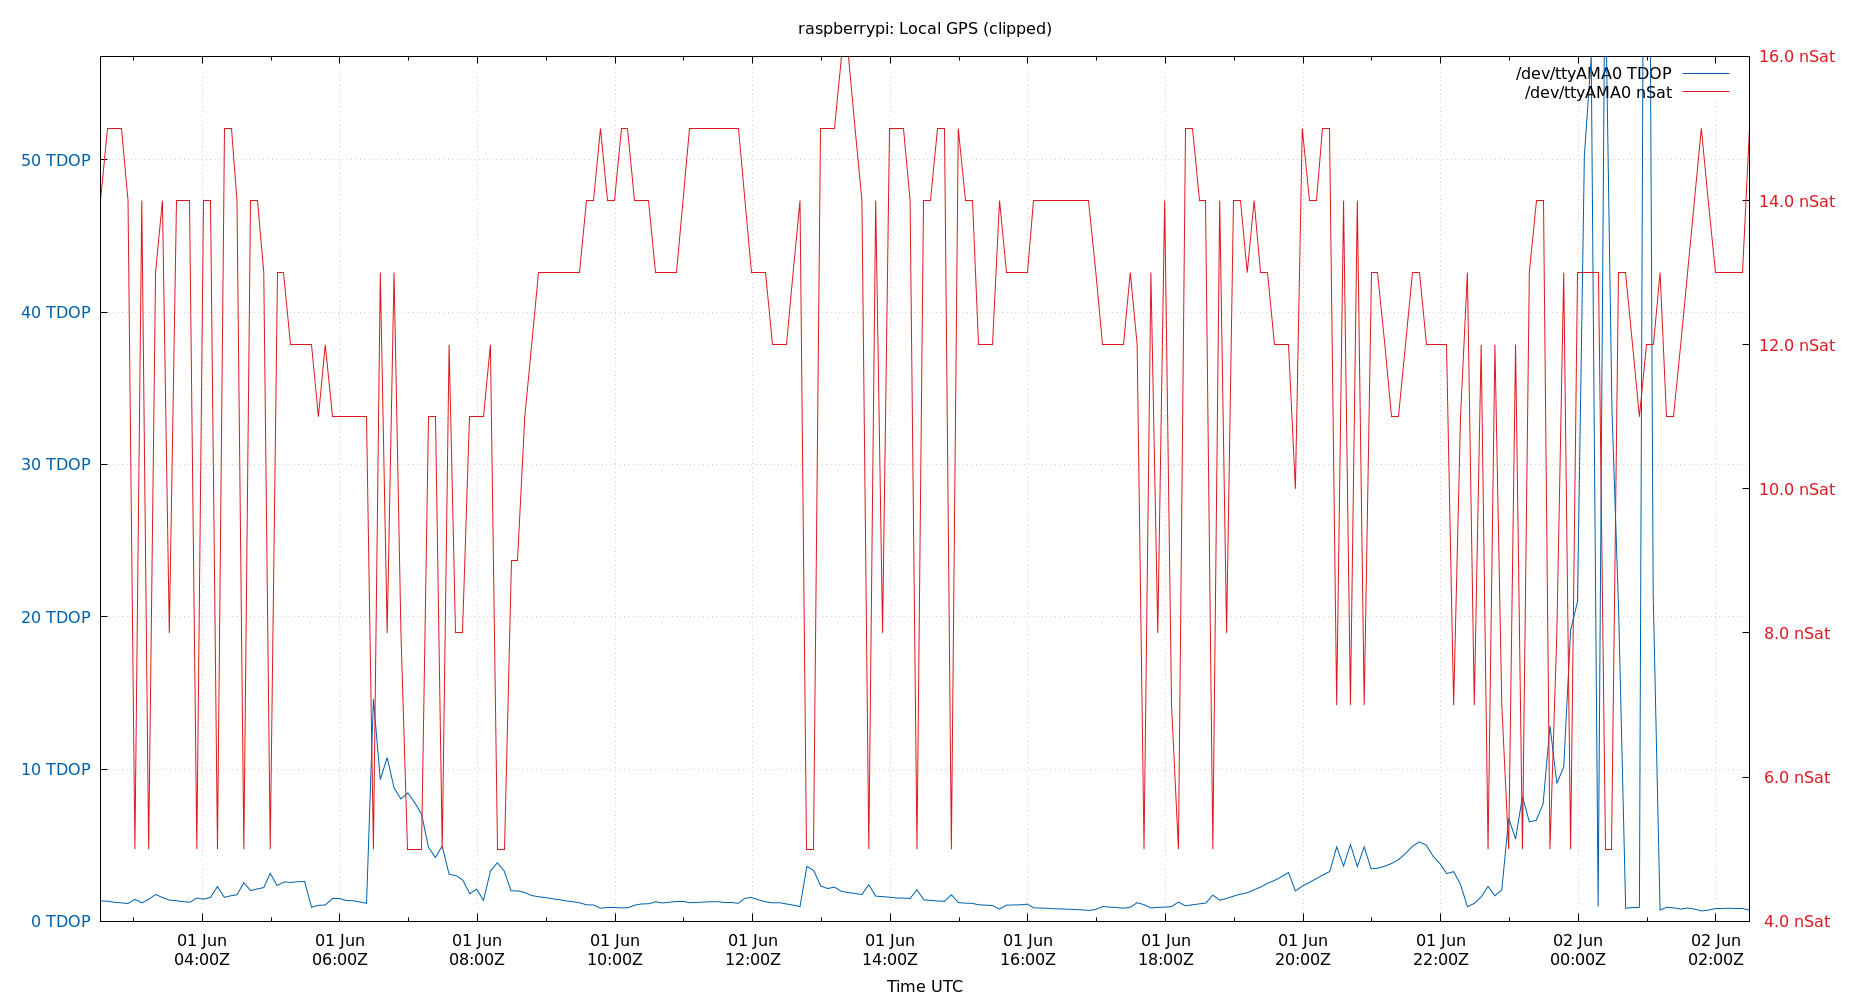 raspberrypi: Local GPS (clipped)
/dev/ttyAMA0 TDOP
/dev/ttyAMA0 nSat
50 TDOP
40 TDOP
30 TDOP
20 TDOP
10 TDOP
0 TDOP
16.0 nSat
14.0 nSat
12.0 nSat
10.0 nSat
8.0 nSat
6.0 nSat
4.0 nSat
01 Jun
04:00Z
01 Jun
06:00Z
01 Jun
08:00Z
01 Jun
10:00Z
01 Jun
12:00Z
01 Jun
14:00Z
01 Jun
16:00Z
01 Jun
18:00Z
01 Jun
20:00Z
01 Jun
22:00Z
02 Jun
00:00Z
02 Jun
02:00Z
Time UTC